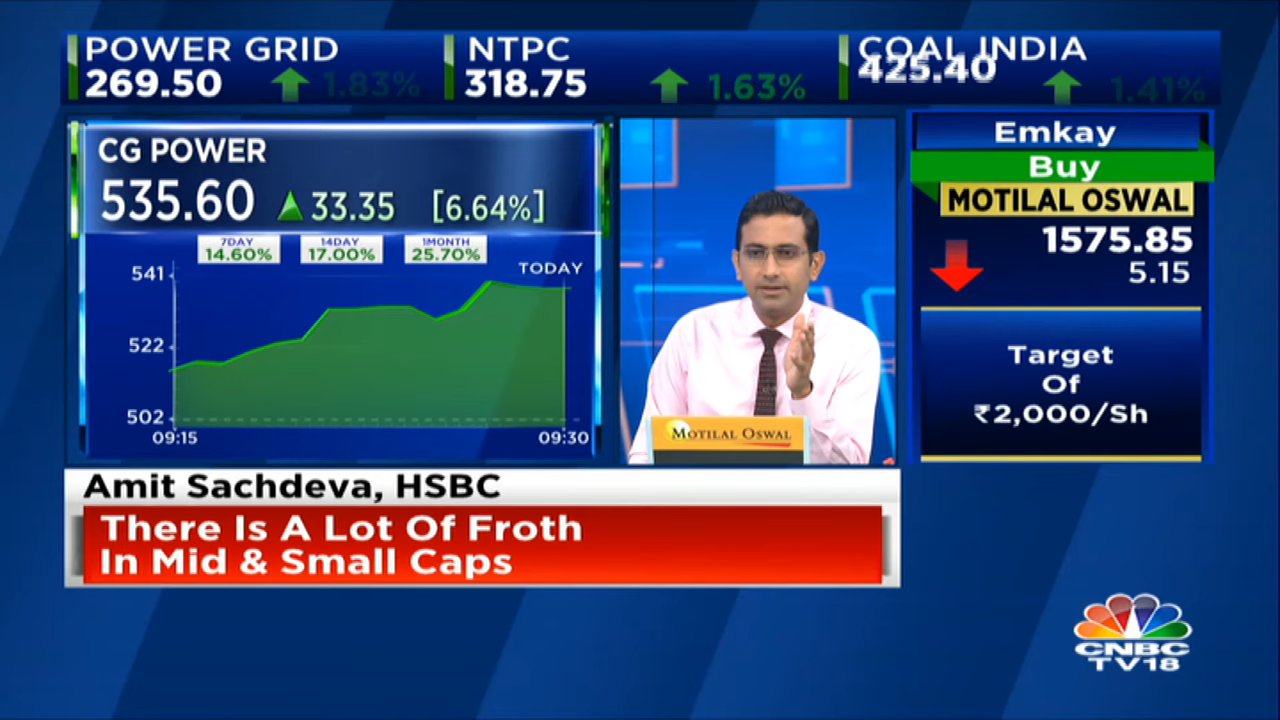 POWER GRID
269.50 1.83%
NTPC
318.75 1.63%
COAL INDIA
425.40 1.41%
CG POWER
535.60 33.35 [6.64%]
7DAY
14.60%
14DAY
17.00%
1MONTH
25.70%
TODAY
541
522
502
09:15 09:30
MOTILAL OSWAL
Emkay
Buy
MOTILAL OSWAL
1575.85
5.15
Target
Of
₹2,000/Sh
Amit Sachdeva, HSBC
There Is A Lot Of Froth
In Mid & Small Caps
CNBC
TV18